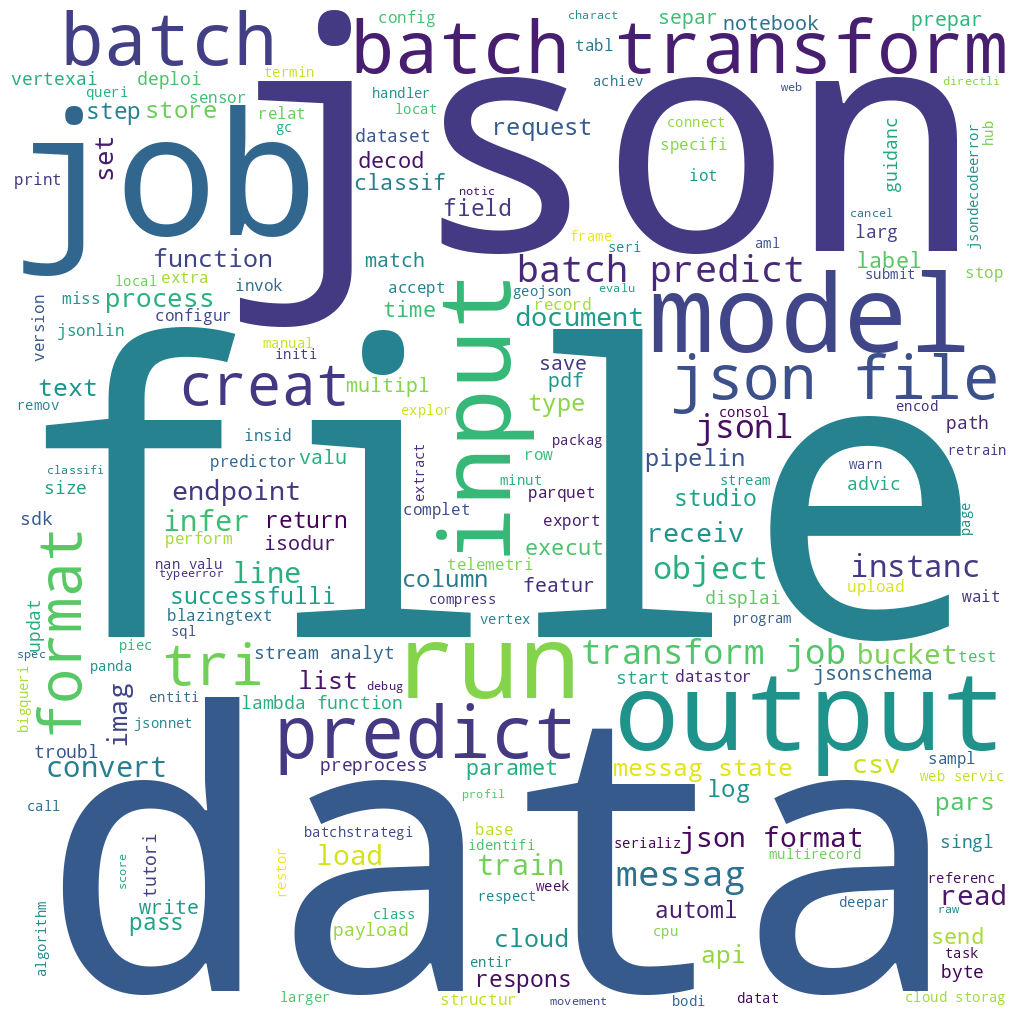 batch
json
batch transform
config
charact
separ
notebook
prepar
tabl
vertexai
deploi
termin
queri
sensor
step
store
handler
locat
achiev
web
directli
job
relat
gc
dataset
request
connect
specifi
iot
guidanc
hub
jsondecodeerror
set
print
decod
classif
notic
field
cancel
larg
function
match
frame
seri
aml
label
submit
stop
batch predict
local
extra
invok
accept
geojson
evalu
miss
process
configur
time
record
document
model
version
jsonlin
manual
initi
file
input
creat
multipl
save
pdf
type
json file
text
remov
explor
consol
encod
jsonl
path
insid
predictor
valu
extract
packag
row
pipelin
warn
retrain
classifi
size
endpoint
minut
parquet
stream
studio
advic
sdk
infer
return
complet
export
receiv
page
perform
isodur
execut
nan valu
typeerror
line
telemetri
object
instanc
column
featur
displai
upload
wait
successfulli
compress
blazingtext
vertex
program
format
updat
sql
piec
spec
tri
stream analyt
run
transform job
bucket
test
panda
list
debug
start
datastor
jsonschema
bigqueri
imag
entiti
lambda function
jsonnet
predict
output
troubl
convert
preprocess
paramet
messag state
csv
sampl
web servic
data
call
profil
log
pars
batchstrategi
base
identifi
serializ
json format
multirecord
singl
tutori
score
restor
load
train
respect
week
messag
referenc
read
write
pass
class
payload
automl
deepar
raw
algorithm
cloud
cpu
api
send
task
entir
respons
byte
larger
structur
movement
bodi
datat
cloud storag